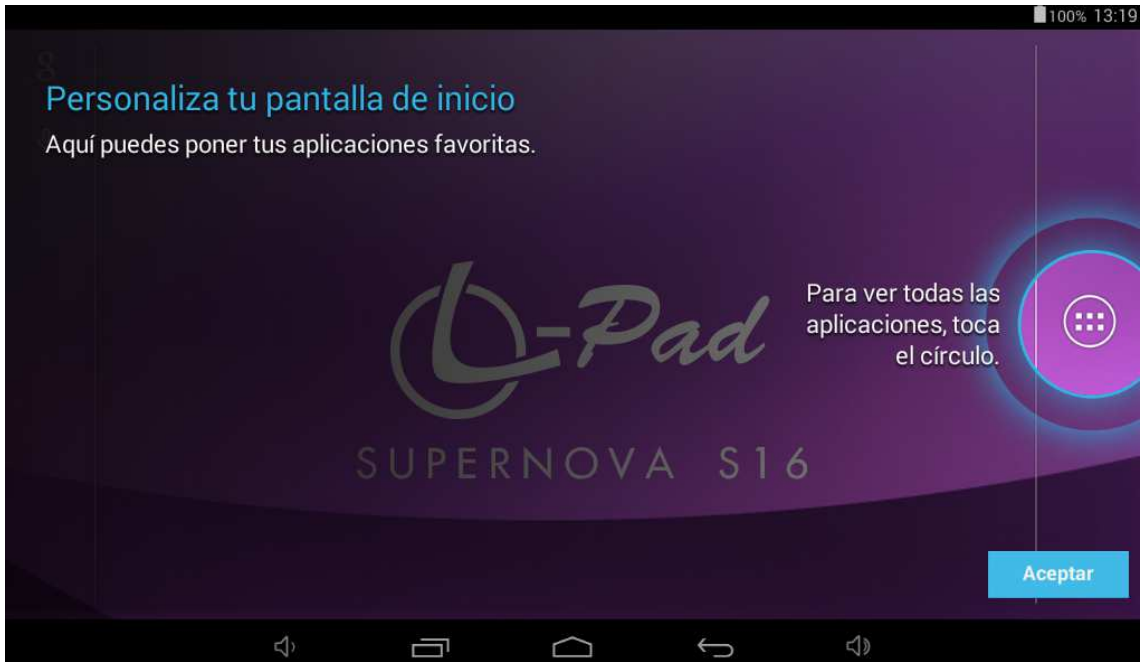 100% 13:19
Personaliza tu pantalla de inicio
Aquí puedes poner tus aplicaciones favoritas.
Para ver todas las
aplicaciones, toca
el círculo.
L-Pad
SUPERNOVA S16
Aceptar